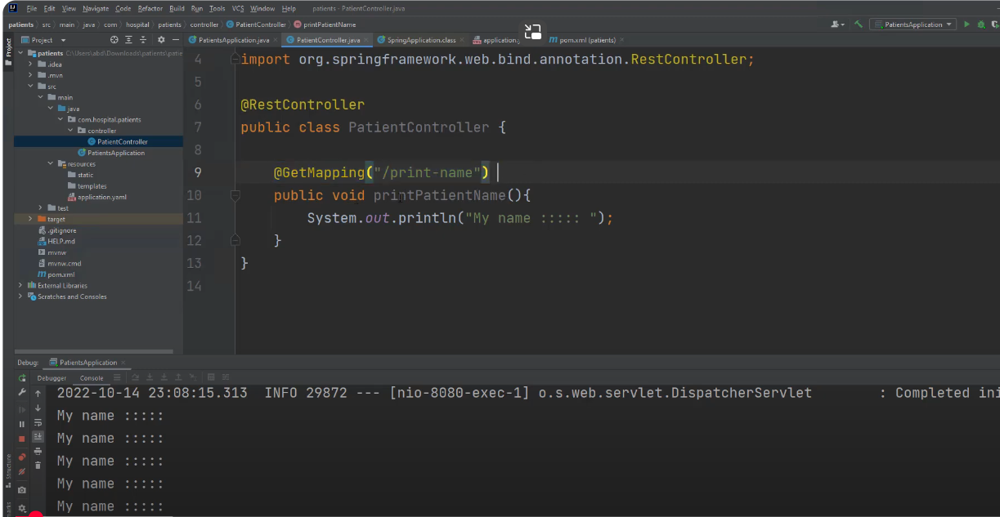 File Edit View Navigate Code Refactor Build Run Tools VCS Window Help patients - PatientController.java
patients src main java com hospital patients controller PatientController printPatientName PatientsApplication
Project PatientsApplication.java PatientController.java SpringApplication.class application. pom.xml (patients)
Project
patients C:\Users\abd\Downloads\patients\patie
.idea
.mvn
src
main
java
com.hospital.patients
controller
PatientController
PatientsApplication
resources
static
templates
application.yaml
test
target
.gitignore
HELP.md
mvnw
mvnw.cmd
pom.xml
External Libraries
Scratches and Consoles
4 import org.springframework.web.bind.annotation.RestController;
5
6 @RestController
7 public class PatientController {
8
9 @GetMapping("/print-name")
10 public void printPatientName(){
11 System.out.println("My name ::::: ");
12 }
13 }
14
Debug: PatientsApplication
Debugger Console
2022-10-14 23:08:15.313 INFO 29872 --- [nio-8080-exec-1] o.s.web.servlet.DispatcherServlet : Completed ini
My name :::::
My name :::::
My name :::::
My name :::::
My name :::::
Structure